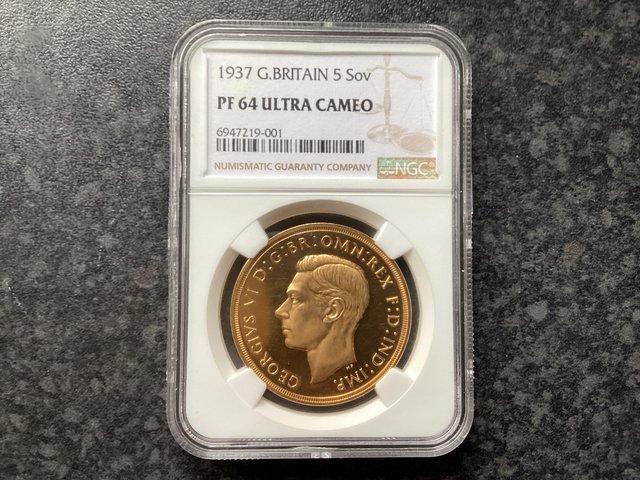 1937 G.BRITAIN 5 Sov
PF 64 ULTRA CAMEO
6947219-001
NUMISMATIC GUARANTY COMPANY
NGC
GEORGIVS VI D:G:BR:OMN:REX F:D:IND:IMP.
HP